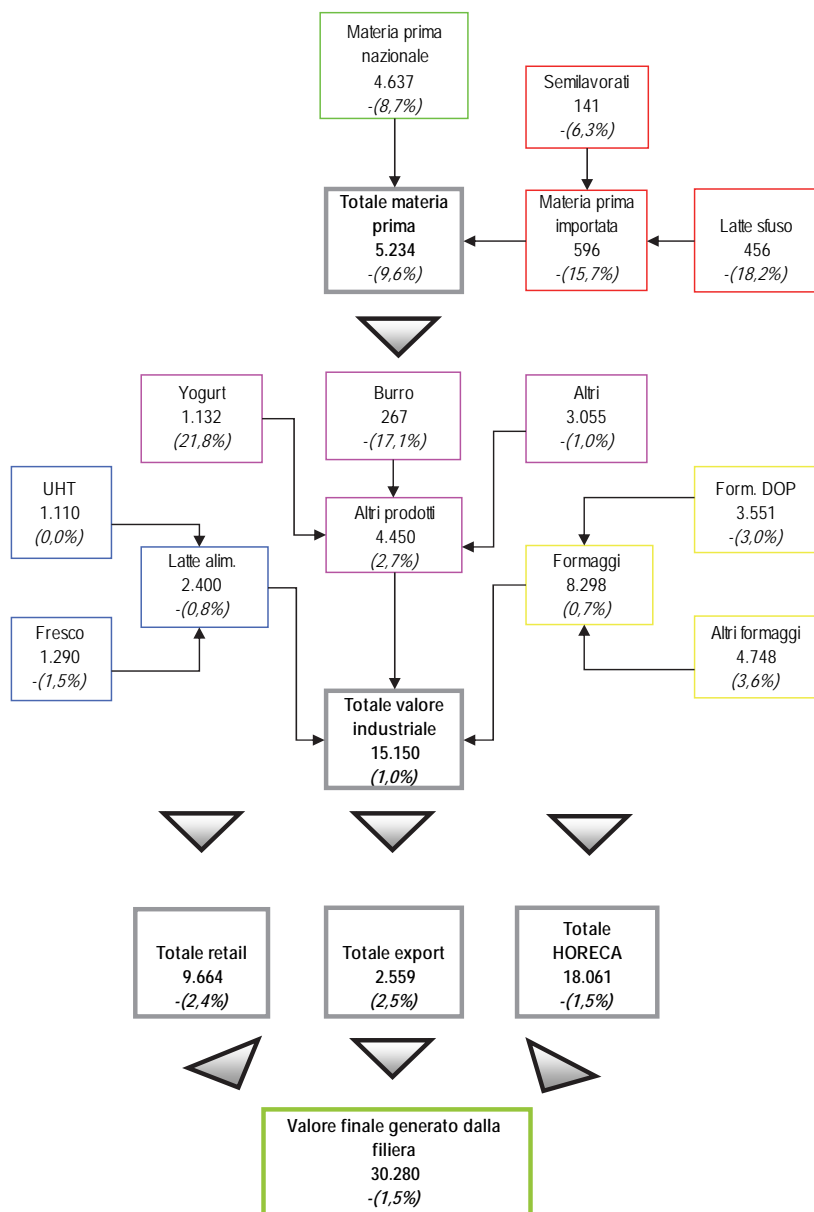 Materia prima
nazionale
4.637
-(8,7%)
Semilavorati
141
-(6,3%)
Totale materia
prima
5.234
-(9,6%)
Materia prima
importata
596
-(15,7%)
Latte sfuso
456
-(18,2%)
Yogurt
1.132
(21,8%)
Burro
267
-(17,1%)
Altri
3.055
-(1,0%)
UHT
1.110
(0,0%)
Altri prodotti
4.450
(2,7%)
Form. DOP
3.551
-(3,0%)
Latte alim.
2.400
-(0,8%)
Formaggi
8.298
(0,7%)
Fresco
1.290
-(1,5%)
Altri formaggi
4.748
(3,6%)
Totale valore
industriale
15.150
(1,0%)
Totale retail
9.664
-(2,4%)
Totale export
2.559
(2,5%)
Totale
HORECA
18.061
-(1,5%)
Valore finale generato dalla
filiera
30.280
-(1,5%)